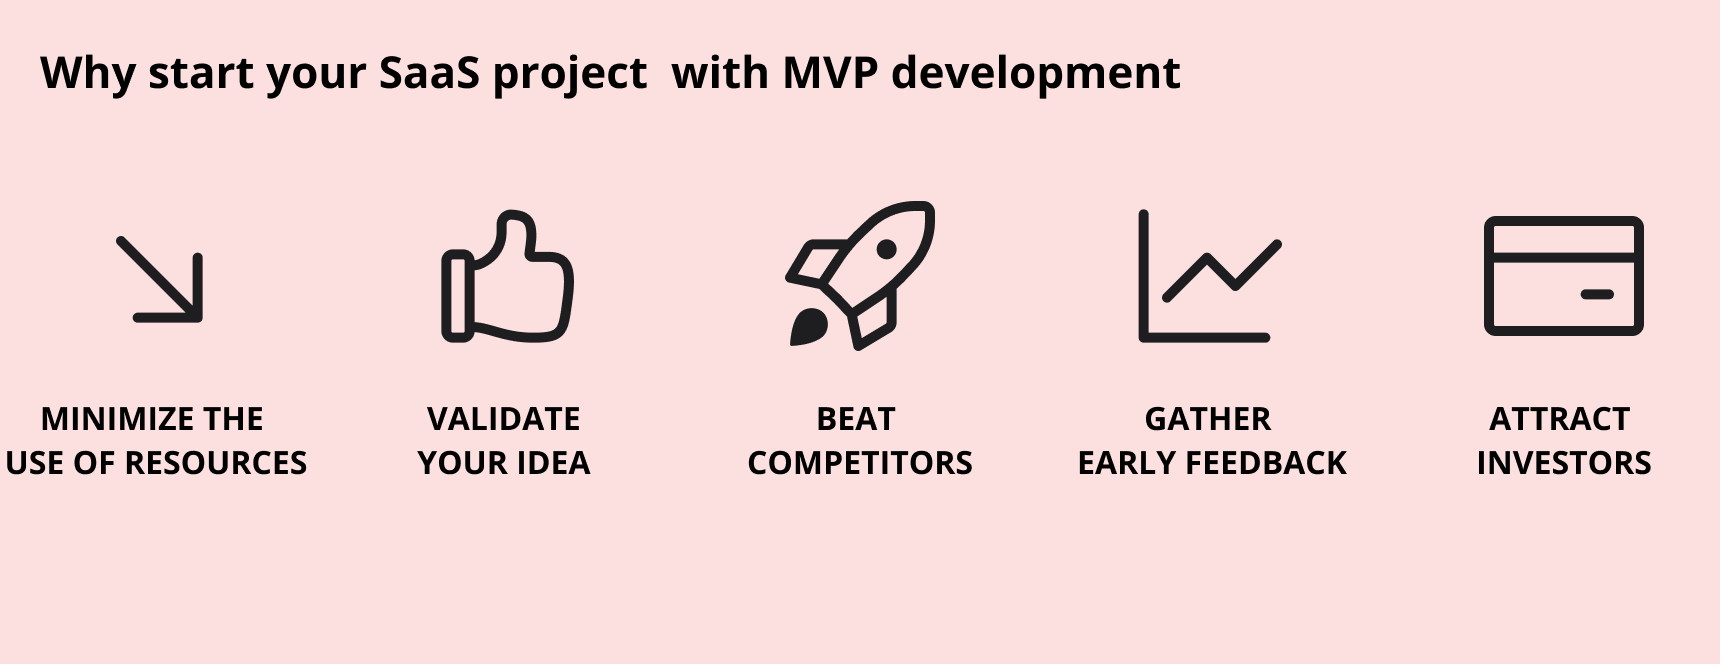 Why start your SaaS project  with MVP development
MINIMIZE THE
USE OF RESOURCES
VALIDATE
YOUR IDEA
BEAT
COMPETITORS
GATHER
EARLY FEEDBACK
ATTRACT
INVESTORS